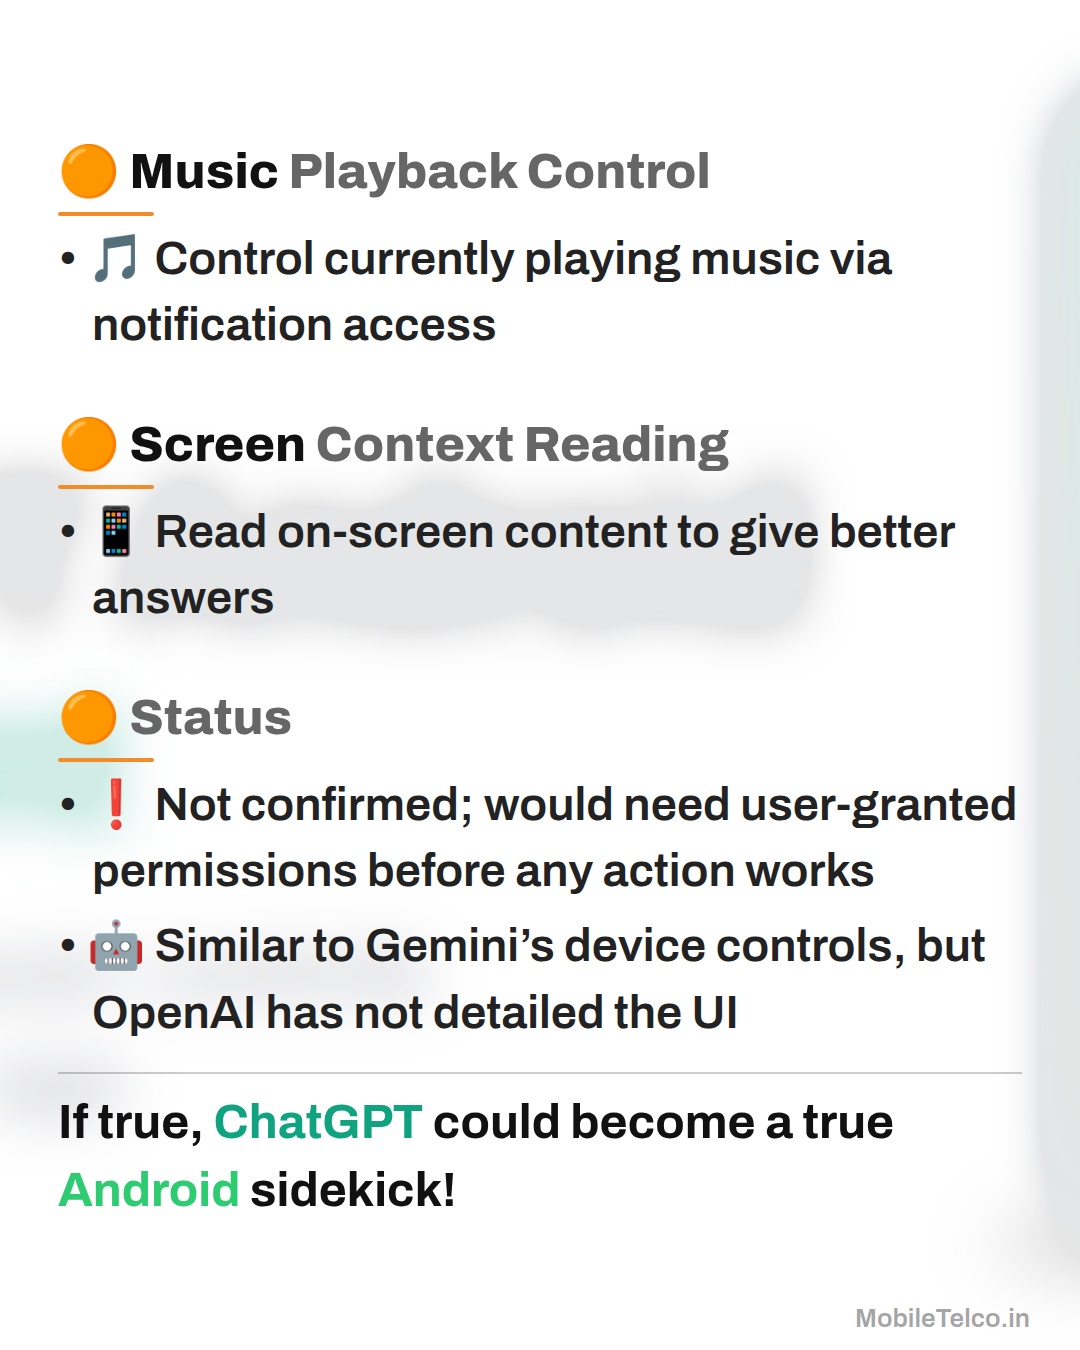 🟠 Music Playback Control
• 🎵 Control currently playing music via
notification access
🟠 Screen Context Reading
• 📱 Read on-screen content to give better
answers
🟠 Status
• ❗ Not confirmed; would need user-granted
permissions before any action works
• 🤖 Similar to Gemini’s device controls, but
OpenAI has not detailed the UI
If true, ChatGPT could become a true
Android sidekick!
MobileTelco.in